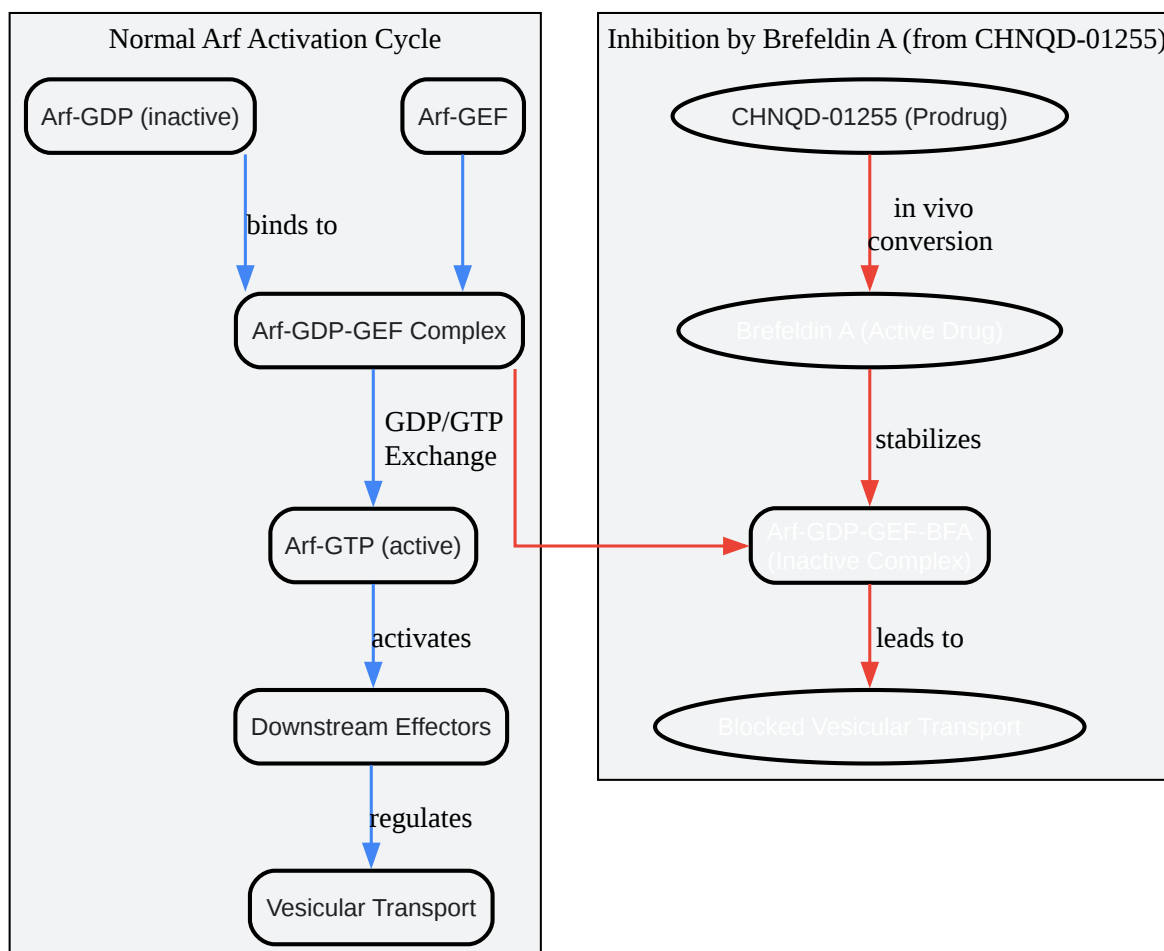 Normal Arf Activation Cycle
Arf-GDP (inactive)
Arf-GEF
binds to
Arf-GDP-GEF Complex
GDP/GTP
Exchange
Arf-GTP (active)
activates
Downstream Effectors
regulates
Vesicular Transport
Inhibition by Brefeldin A (from CHNQD-01255)
CHNQD-01255 (Prodrug)
in vivo
conversion
Brefeldin A (Active Drug)
stabilizes
Arf-GDP-GEF-BFA
(Inactive Complex)
leads to
Blocked Vesicular Transport